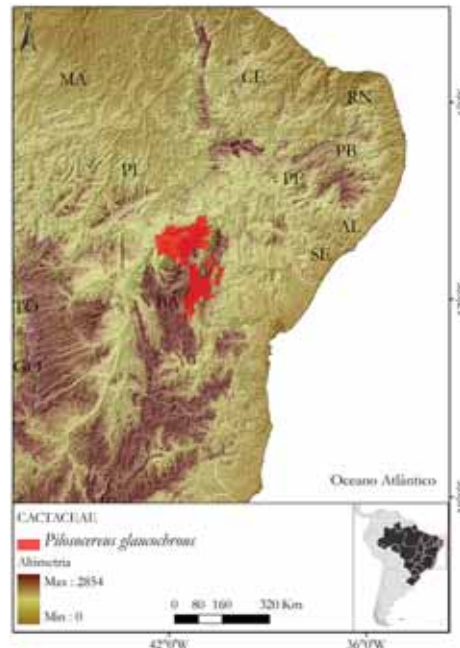 N
MA
CE
RN
PB
PI
PE
AL
SE
BA
TO
GO
Oceano Atlântico
CACTACEAE
Pilosocereus glaucochrous
Altimetria
Max : 2854
Min : 0
0 80 160 320 Km
42°0'W 36°0'W